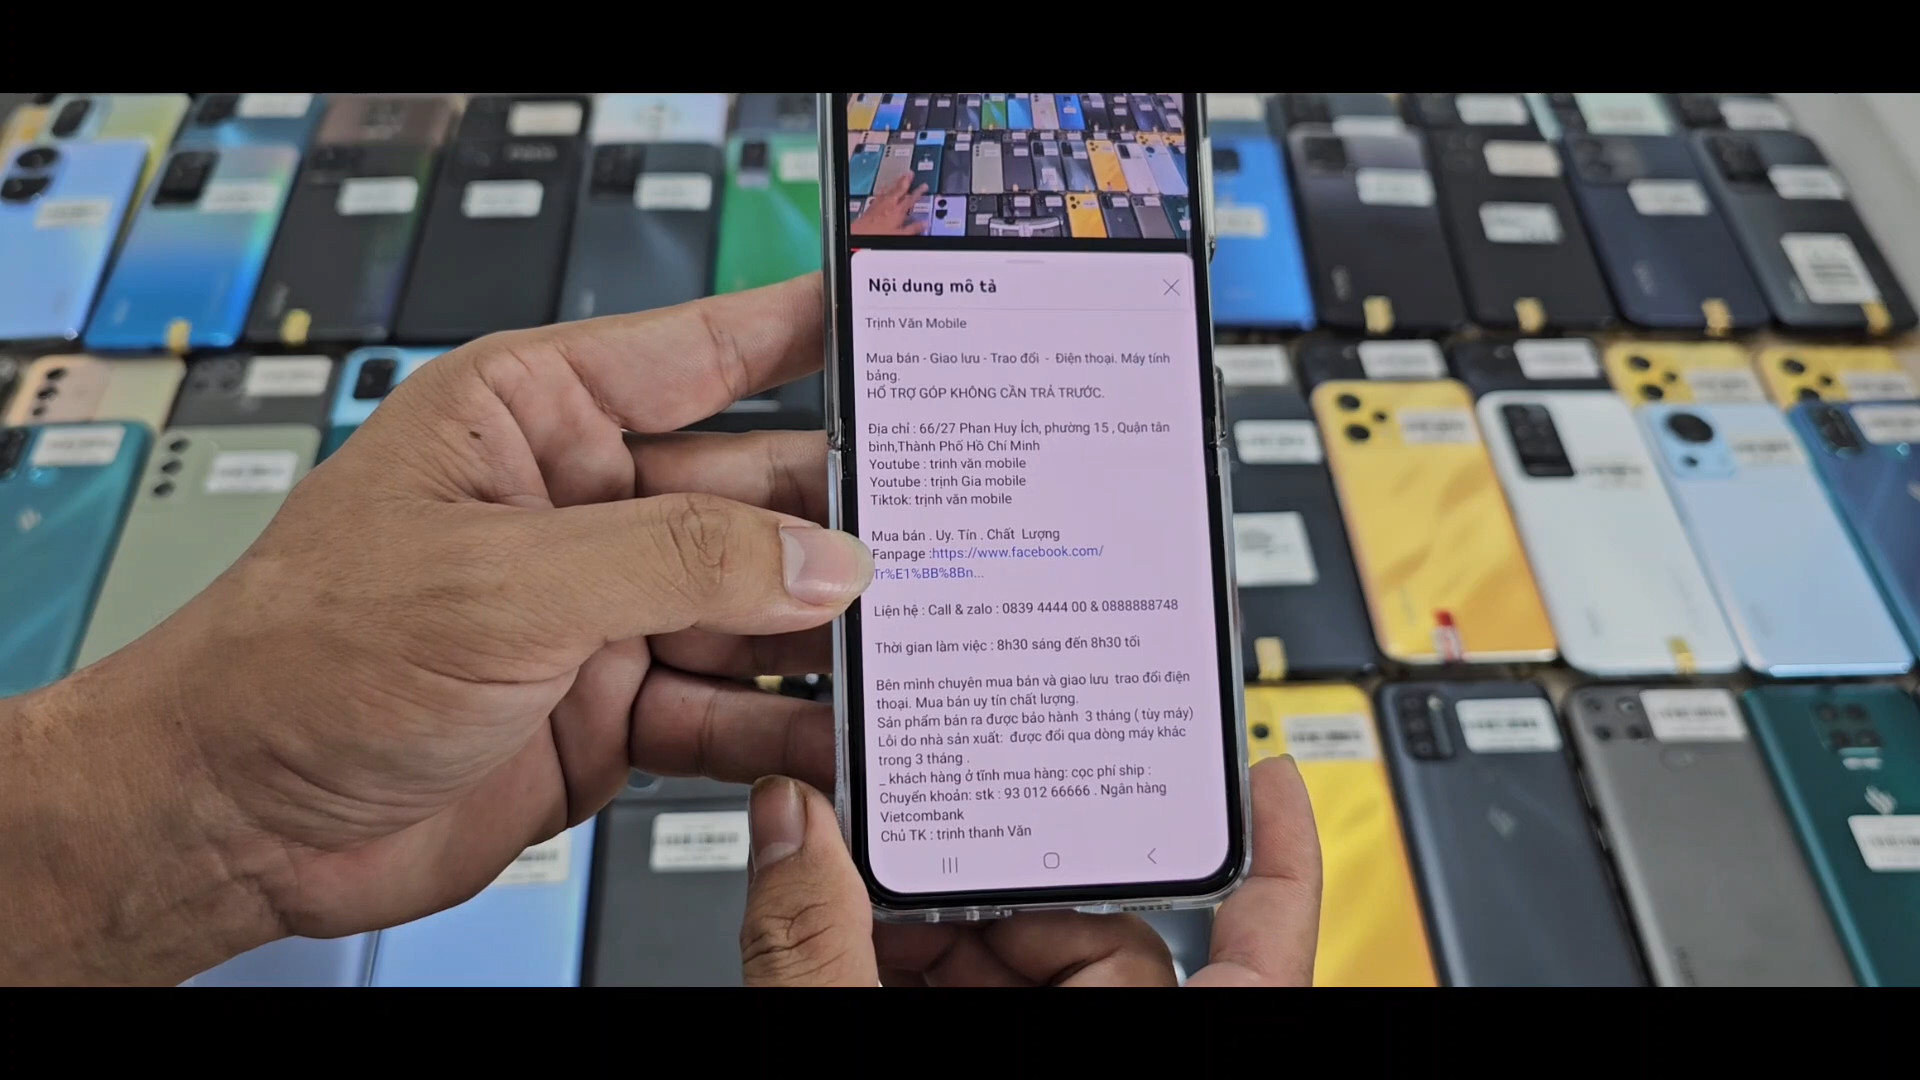 Nội dung mô tả
Trịnh Văn Mobile
Mua bán - Giao lưu - Trao đổi - Điện thoại. Máy tính
bảng.
HỔ TRỢ GÓP KHÔNG CẦN TRẢ TRƯỚC.
Địa chỉ : 66/27 Phan Huy Ích, phường 15 , Quận tân
bình,Thành Phố Hồ Chí Minh
Youtube : trinh văn mobile
Youtube : trịnh Gia mobile
Tiktok: trịnh văn mobile
Mua bán . Uy. Tín . Chất Lượng
Fanpage :https://www.facebook.com/
Tr%E1%BB%8Bn...
Liện hệ : Call & zalo : 0839 4444 00 & 0888888748
Thời gian làm việc : 8h30 sáng đến 8h30 tối
Bên mình chuyên mua bán và giao lưu trao đổi điện
thoại. Mua bán uy tín chất lượng.
Sản phẩm bán ra được bảo hành 3 tháng ( tùy máy)
Lỗi do nhà sản xuất: được đổi qua dòng máy khác
trong 3 tháng .
_ khách hàng ở tĩnh mua hàng: cọc phí ship :
Chuyển khoản: stk : 93 012 66666 . Ngân hàng
Vietcombank
Chủ TK : trịnh thanh Văn